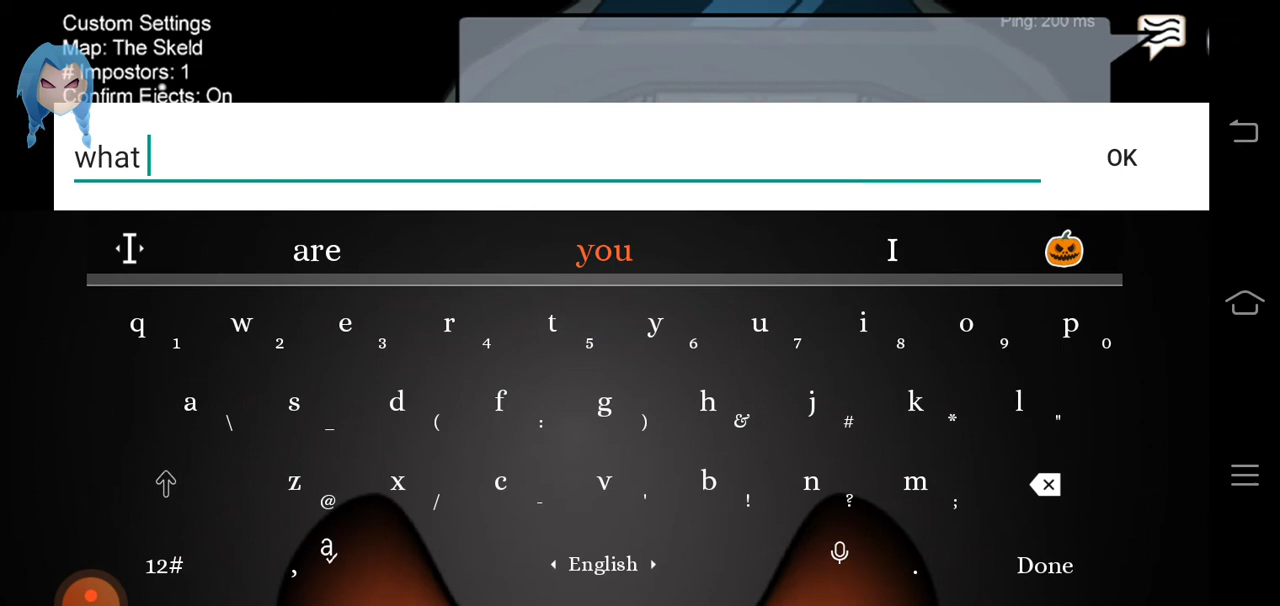 Custom Settings
Map: The Skeld
# Impostors: 1
Confirm Ejects: On
Ping: 200 ms
what
OK
are you I
q 1 w 2 e 3 r 4 t 5 y 6 u 7 i 8 o 9 p 0
a \ s _ d ( f : g ) h & j # k * l "
z @ x / c - v ' b ! n ? m ;
12# , a English . Done